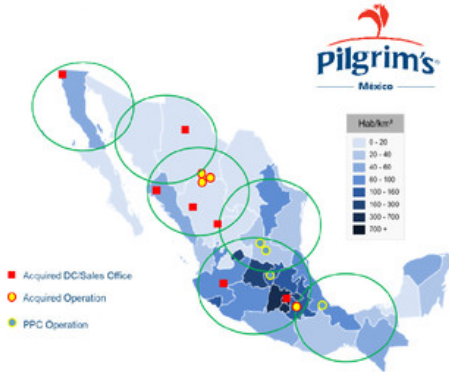 Pilgrim's
México
Hab/km²
0 - 20
20 - 40
40 - 60
60 - 100
100 - 160
160 - 300
300 - 700
700 +
Acquired DC/Sales Office
Acquired Operation
PPC Operation